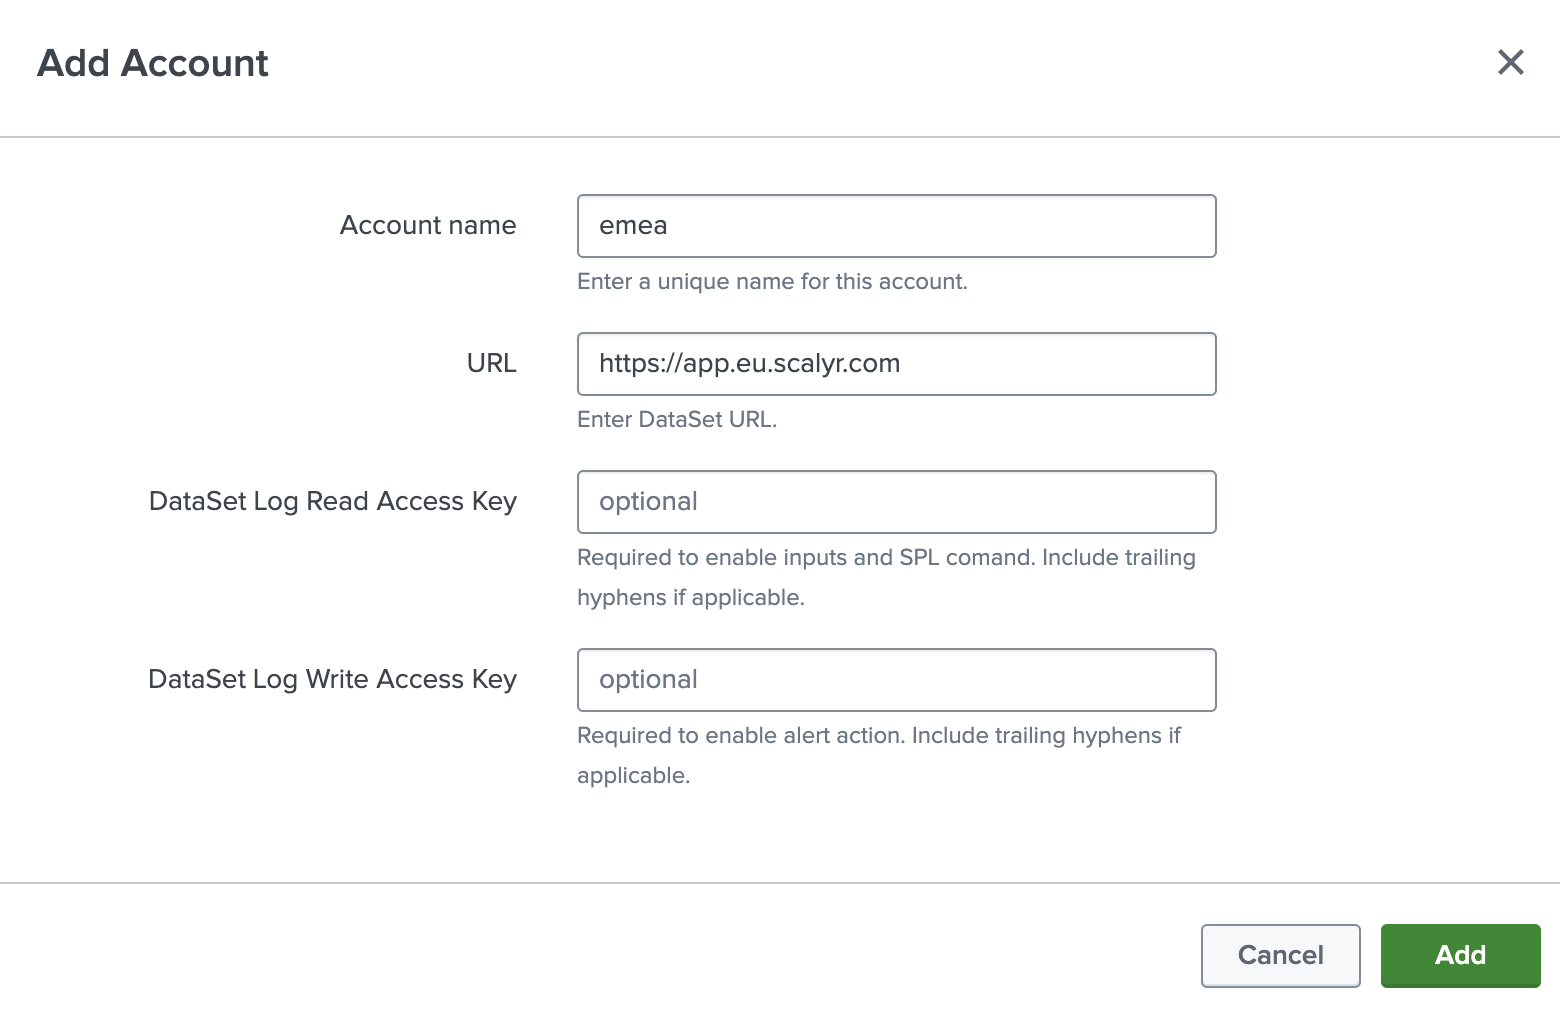 Add Account
Account name
emea
Enter a unique name for this account.
URL
https://app.eu.scalyr.com
Enter DataSet URL.
DataSet Log Read Access Key
optional
Required to enable inputs and SPL comand. Include trailing
hyphens if applicable.
DataSet Log Write Access Key
optional
Required to enable alert action. Include trailing hyphens if
applicable.
Cancel
Add